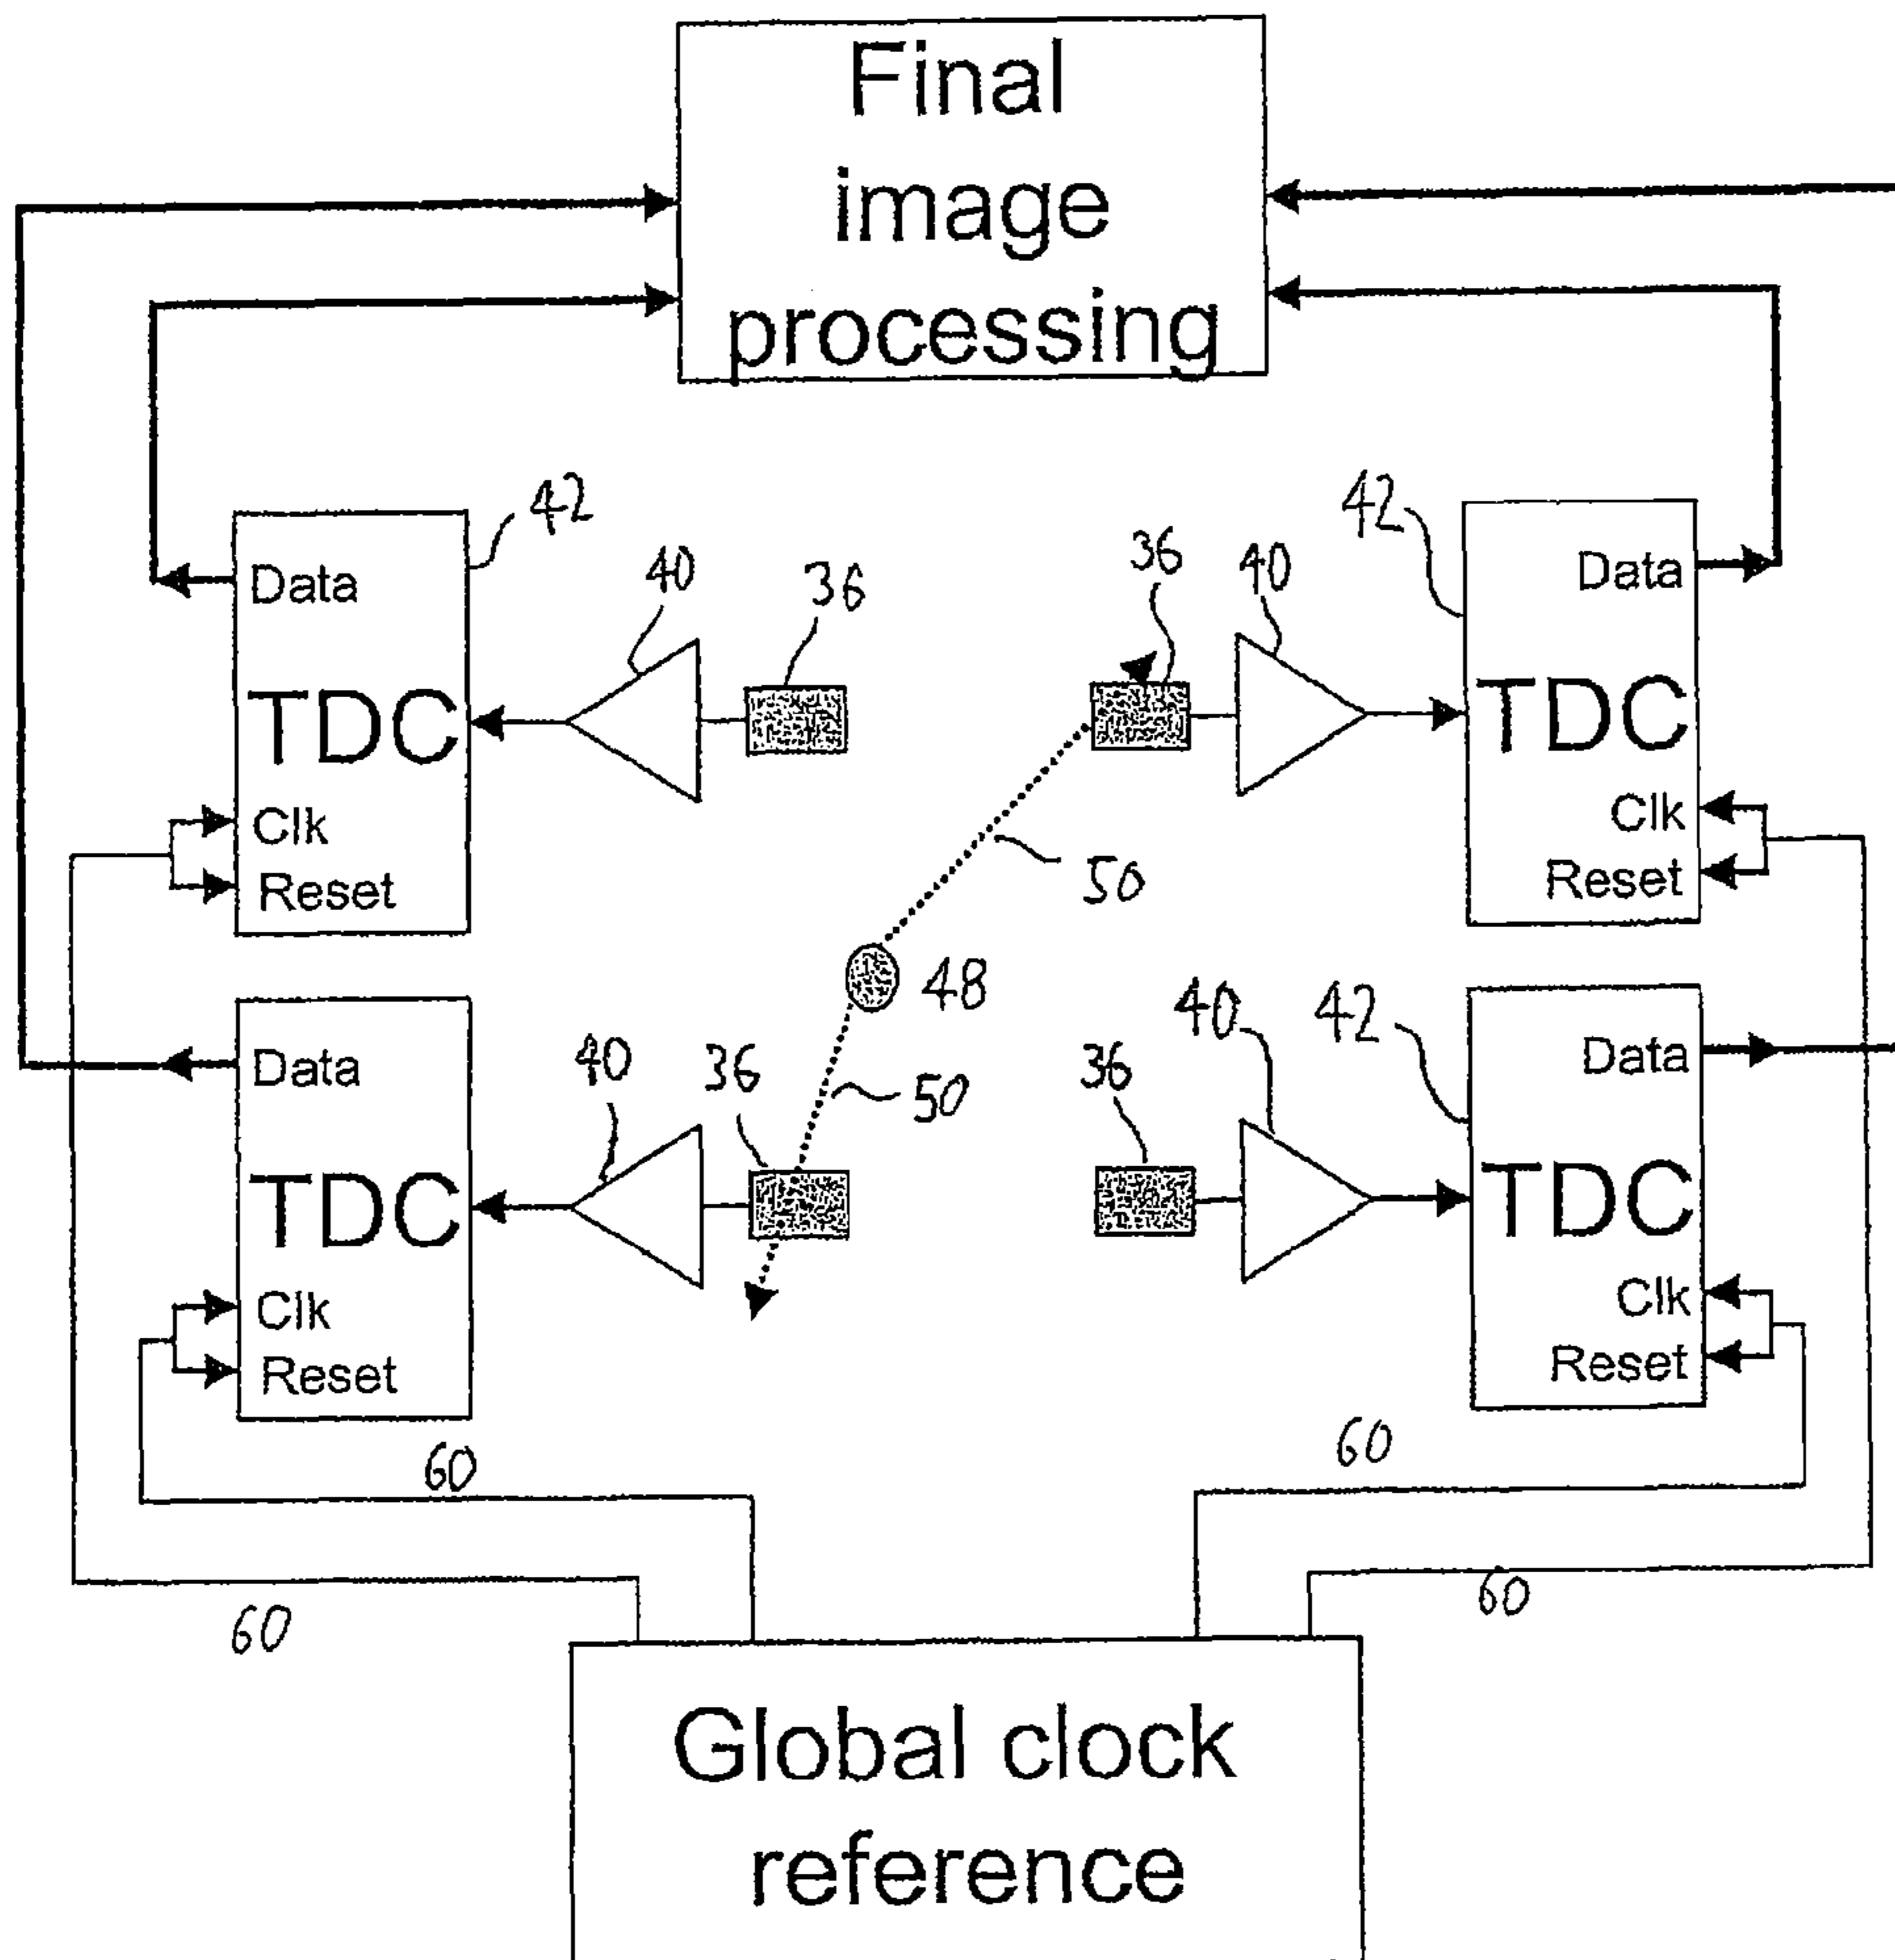 Final
image
processing
42
42
40
36
36
40
Data
Data
TDC
TDC
Clk
Clk
Reset
Reset
50
48
40
42
Data
40
36
50
36
Data
TDC
TDC
Clk
Clk
Reset
Reset
60
60
60
60
Global clock
reference